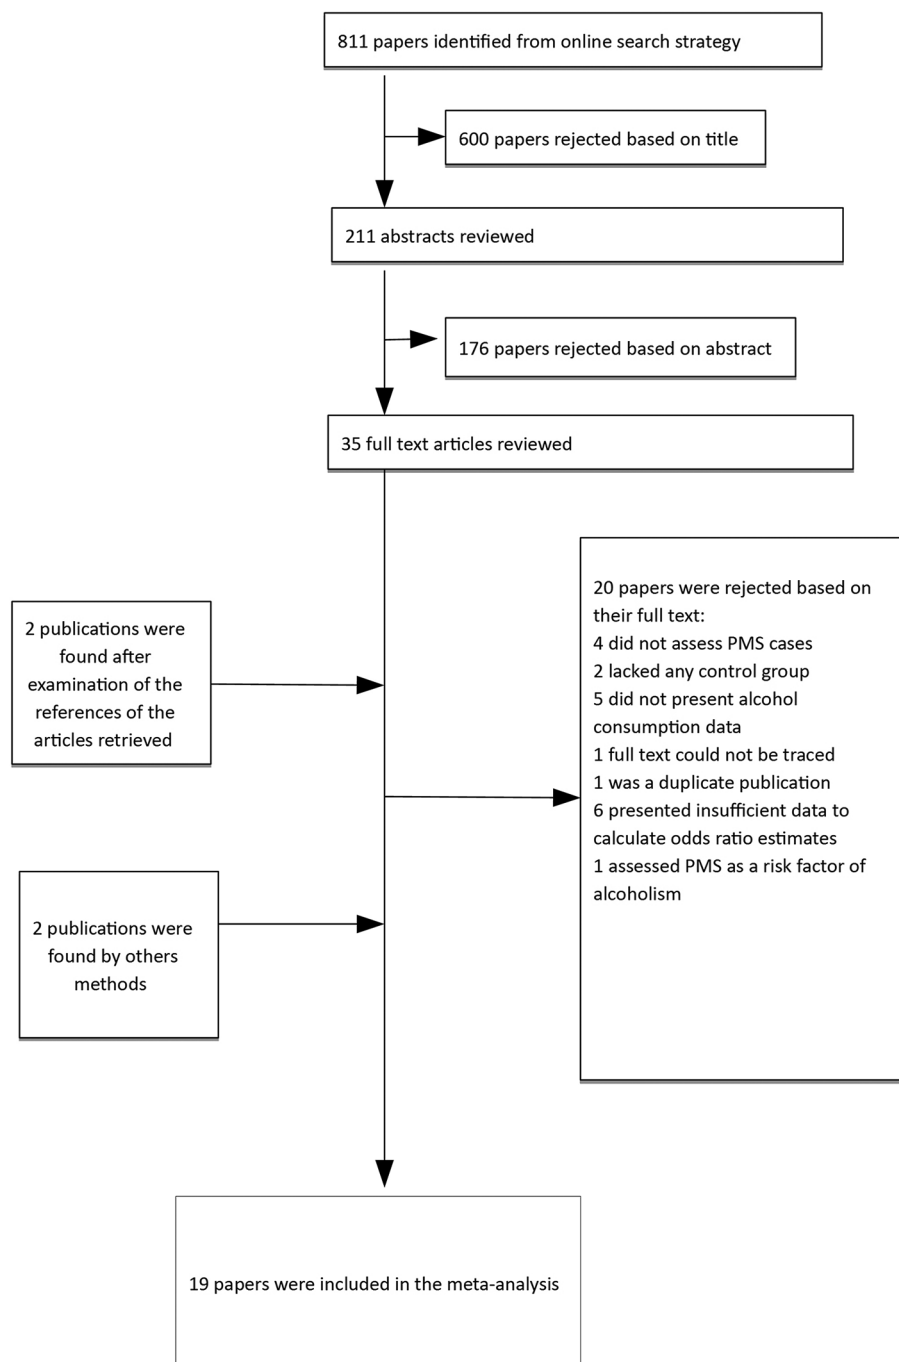 811 papers identified from online search strategy
600 papers rejected based on title
211 abstracts reviewed
176 papers rejected based on abstract
35 full text articles reviewed
20 papers were rejected based on
their full text:
4 did not assess PMS cases
2 lacked any control group
5 did not present alcohol
consumption data
1 full text could not be traced
1 was a duplicate publication
6 presented insufficient data to
calculate odds ratio estimates
1 assessed PMS as a risk factor of
alcoholism
2 publications were
found after
examination of the
references of the
articles retrieved
2 publications were
found by others
methods
19 papers were included in the meta-analysis